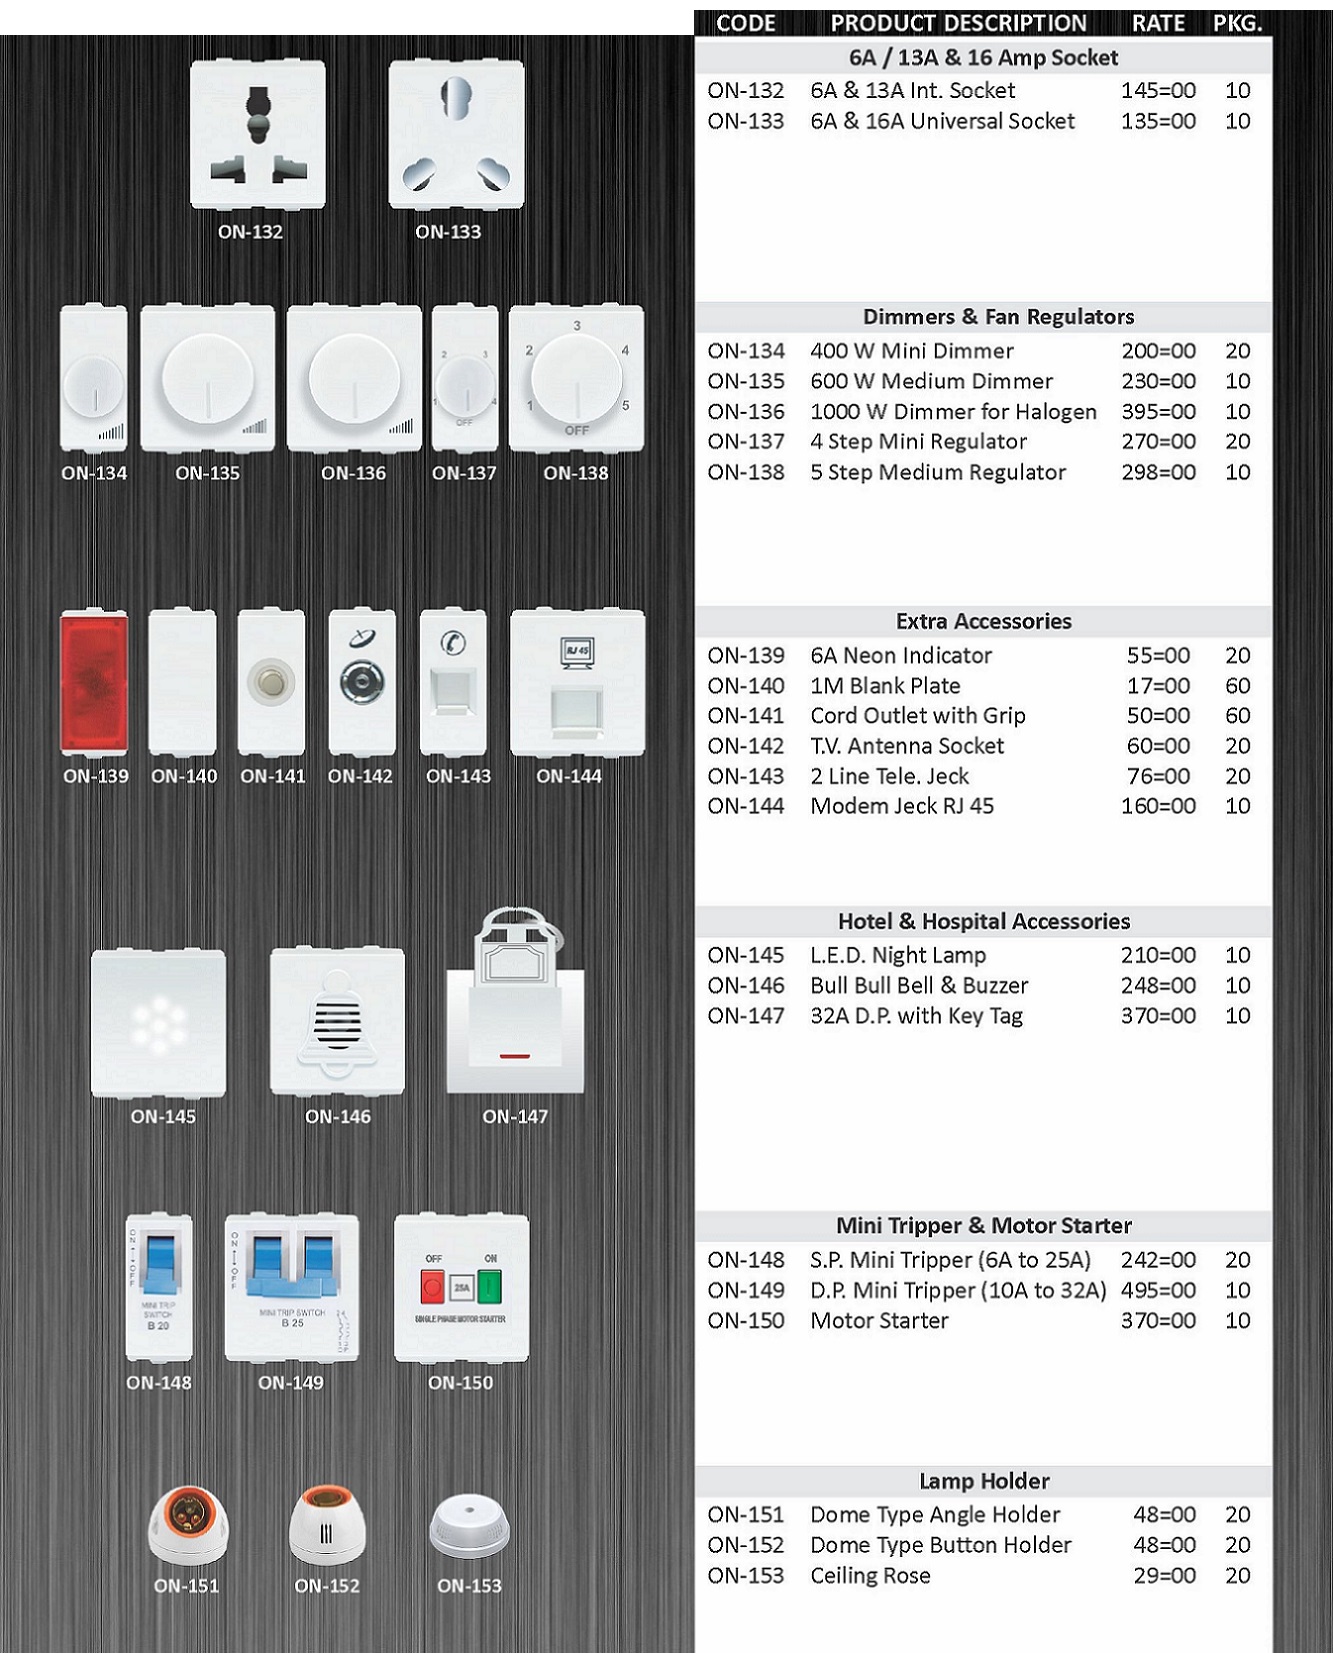 CODE PRODUCT DESCRIPTION RATE PKG.
6A / 13A & 16 Amp Socket
ON-132 6A & 13A Int. Socket 145=00 10
ON-133 6A & 16A Universal Socket 135=00 10
ON-132 ON-133
Dimmers & Fan Regulators
ON-134 400 W Mini Dimmer 200=00 20
ON-135 600 W Medium Dimmer 230=00 10
ON-136 1000 W Dimmer for Halogen 395=00 10
ON-137 4 Step Mini Regulator 270=00 20
ON-138 5 Step Medium Regulator 298=00 10
1 2 3 4 OFF
1 2 3 4 5 OFF
ON-134 ON-135 ON-136 ON-137 ON-138
Extra Accessories
ON-139 6A Neon Indicator 55=00 20
ON-140 1M Blank Plate 17=00 60
ON-141 Cord Outlet with Grip 50=00 60
ON-142 T.V. Antenna Socket 60=00 20
ON-143 2 Line Tele. Jeck 76=00 20
ON-144 Modem Jeck RJ 45 160=00 10
RJ 45
ON-139 ON-140 ON-141 ON-142 ON-143 ON-144
Hotel & Hospital Accessories
ON-145 L.E.D. Night Lamp 210=00 10
ON-146 Bull Bull Bell & Buzzer 248=00 10
ON-147 32A D.P. with Key Tag 370=00 10
ON-145 ON-146 ON-147
Mini Tripper & Motor Starter
ON-148 S.P. Mini Tripper (6A to 25A) 242=00 20
ON-149 D.P. Mini Tripper (10A to 32A) 495=00 10
ON-150 Motor Starter 370=00 10
ON OFF
MINI TRIP
SWITCH
B 20
ON OFF
MINI TRIP SWITCH
B 25
OFF ON
25A
SINGLE PHASE MOTOR STARTER
ON-148 ON-149 ON-150
Lamp Holder
ON-151 Dome Type Angle Holder 48=00 20
ON-152 Dome Type Button Holder 48=00 20
ON-153 Ceiling Rose 29=00 20
ON-151 ON-152 ON-153